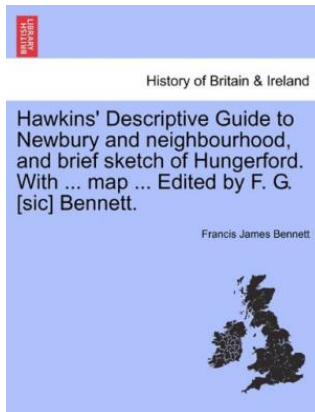 BRITISH
LIBRARY
History of Britain & Ireland
Hawkins' Descriptive Guide to
Newbury and neighbourhood,
and brief sketch of Hungerford.
With ... map ... Edited by F. G.
[sic] Bennett.
Francis James Bennett